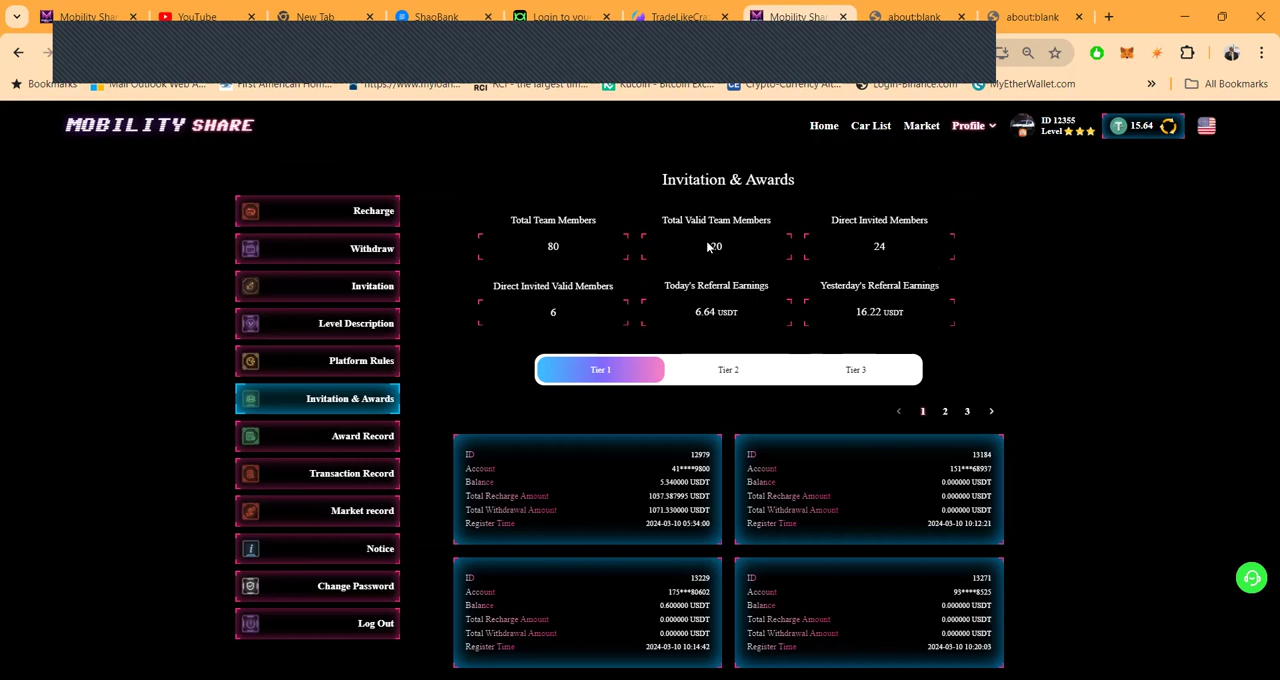 Mobility Shar
YouTube
New Tab
ShaoBank
Login to your
TradeLikeCra
Mobility Shar
about:blank
about:blank
Bookmarks
Mail Outlook Web A...
First American Home...
https://www.myloan...
RCI - the largest tim...
Kucoin - Bitcoin Exc...
Crypto-Currency Alt...
Login-Binance.com
MyEtherWallet.com
All Bookmarks
MOBILITY SHARE
Home
Car List
Market
Profile
ID 12355
Level
15.64
Invitation & Awards
Recharge
Withdraw
Invitation
Level Description
Platform Rules
Invitation & Awards
Award Record
Transaction Record
Market record
Notice
Change Password
Log Out
Total Team Members
Total Valid Team Members
Direct Invited Members
80
20
24
Direct Invited Valid Members
Today's Referral Earnings
Yesterday's Referral Earnings
6
6.64 USDT
16.22 USDT
Tier 1
Tier 2
Tier 3
< 1 2 3 >
ID 12979
Account 41****9800
Balance 5.340000 USDT
Total Recharge Amount 1037.387995 USDT
Total Withdrawal Amount 1071.330000 USDT
Register Time 2024-03-10 05:34:00
ID 13184
Account 151***68937
Balance 0.000000 USDT
Total Recharge Amount 0.000000 USDT
Total Withdrawal Amount 0.000000 USDT
Register Time 2024-03-10 10:12:21
ID 13229
Account 175***80602
Balance 0.600000 USDT
Total Recharge Amount 0.000000 USDT
Total Withdrawal Amount 0.000000 USDT
Register Time 2024-03-10 10:14:42
ID 13271
Account 93****8525
Balance 0.000000 USDT
Total Recharge Amount 0.000000 USDT
Total Withdrawal Amount 0.000000 USDT
Register Time 2024-03-10 10:20:03